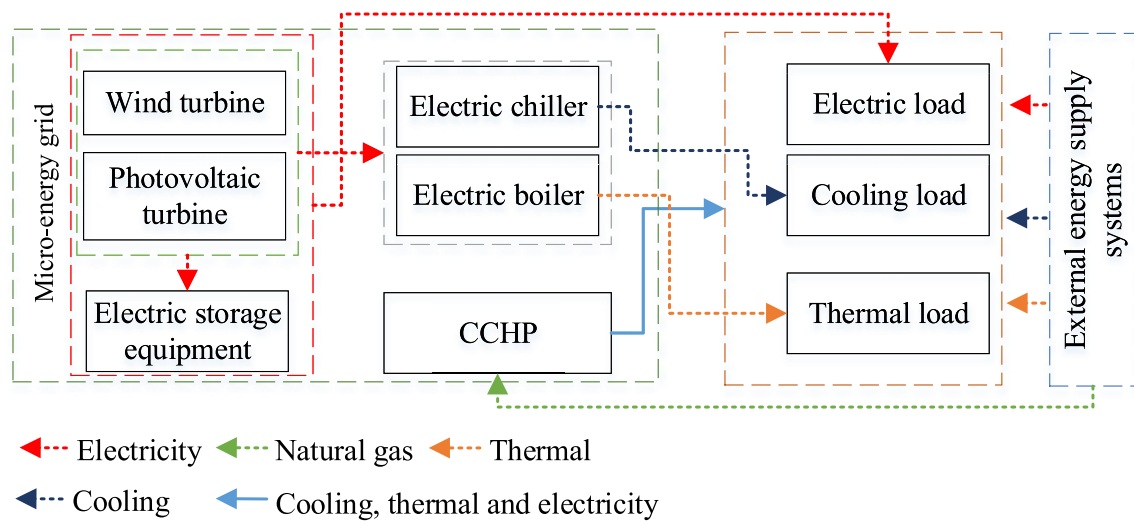 Micro-energy grid
Wind turbine
Photovoltaic
turbine
Electric storage
equipment
Electric chiller
Electric boiler
CCHP
Electric load
Cooling load
Thermal load
External energy supply
systems
Electricity
Natural gas
Thermal
Cooling
Cooling, thermal and electricity